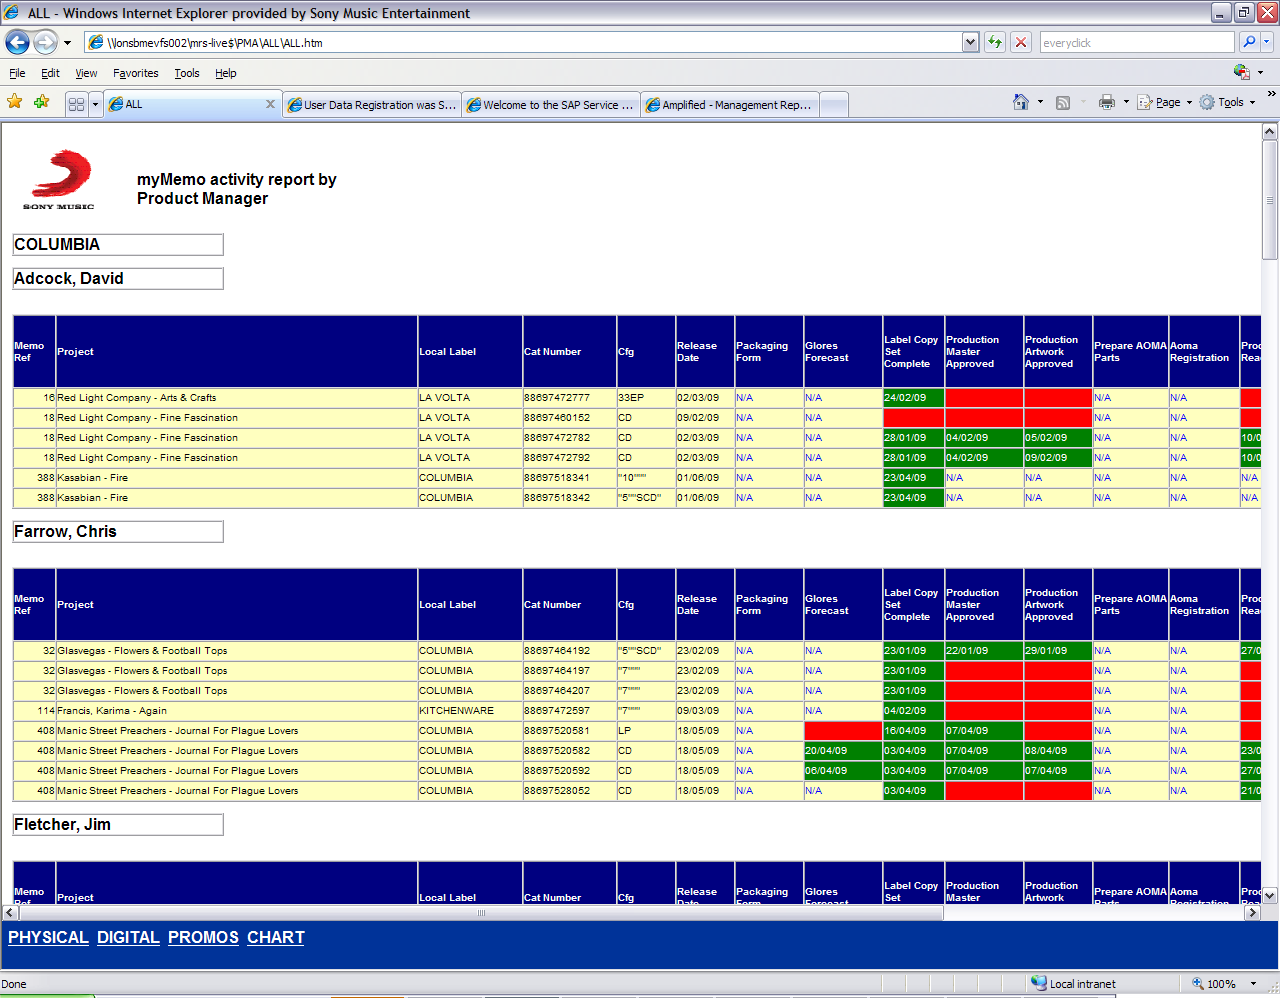 ALL - Windows Internet Explorer provided by Sony Music Entertainment
\\lonsbmevfs002\mrs-live$\PMA\ALL\ALL.htm everyclick
File Edit View Favorites Tools Help
ALL User Data Registration was S... Welcome to the SAP Service ... Amplified - Management Rep... Page Tools
SONY MUSIC
myMemo activity report by
Product Manager
COLUMBIA
Adcock, David
Memo Ref Project Local Label Cat Number Cfg Release Date Packaging Form Glores Forecast Label Copy Set Complete Production Master Approved Production Artwork Approved Prepare AOMA Parts Aoma Registration
16 Red Light Company - Arts & Crafts LA VOLTA 88697472777 33EP 02/03/09 N/A N/A 24/02/09 N/A N/A
18 Red Light Company - Fine Fascination LA VOLTA 88697460152 CD 09/02/09 N/A N/A N/A N/A
18 Red Light Company - Fine Fascination LA VOLTA 88697472782 CD 02/03/09 N/A N/A 28/01/09 04/02/09 05/02/09 N/A N/A 10/0
18 Red Light Company - Fine Fascination LA VOLTA 88697472792 CD 02/03/09 N/A N/A 28/01/09 04/02/09 09/02/09 N/A N/A 10/0
388 Kasabian - Fire COLUMBIA 88697518341 "10""" 01/06/09 N/A N/A 23/04/09 N/A N/A N/A N/A N/A
388 Kasabian - Fire COLUMBIA 88697518342 "5""SCD" 01/06/09 N/A N/A 23/04/09 N/A N/A N/A N/A N/A
Farrow, Chris
Memo Ref Project Local Label Cat Number Cfg Release Date Packaging Form Glores Forecast Label Copy Set Complete Production Master Approved Production Artwork Approved Prepare AOMA Parts Aoma Registration
32 Glasvegas - Flowers & Football Tops COLUMBIA 88697464192 "5""SCD" 23/02/09 N/A N/A 23/01/09 22/01/09 29/01/09 N/A N/A 27/0
32 Glasvegas - Flowers & Football Tops COLUMBIA 88697464197 "7""" 23/02/09 N/A N/A 23/01/09 N/A N/A
32 Glasvegas - Flowers & Football Tops COLUMBIA 88697464207 "7""" 23/02/09 N/A N/A 23/01/09 N/A N/A
114 Francis, Karima - Again KITCHENWARE 88697472597 "7""" 09/03/09 N/A N/A 04/02/09 N/A N/A
408 Manic Street Preachers - Journal For Plague Lovers COLUMBIA 88697520581 LP 18/05/09 N/A 16/04/09 07/04/09 N/A N/A
408 Manic Street Preachers - Journal For Plague Lovers COLUMBIA 88697520582 CD 18/05/09 N/A 20/04/09 03/04/09 07/04/09 08/04/09 N/A N/A 23/0
408 Manic Street Preachers - Journal For Plague Lovers COLUMBIA 88697520592 CD 18/05/09 N/A 06/04/09 03/04/09 07/04/09 07/04/09 N/A N/A 27/0
408 Manic Street Preachers - Journal For Plague Lovers COLUMBIA 88697528052 CD 18/05/09 N/A N/A 03/04/09 N/A N/A 21/0
Fletcher, Jim
Memo Ref Project Local Label Cat Number Cfg Release Date Packaging Form Glores Forecast Label Copy Set Production Master Production Artwork Prepare AOMA Parts Aoma Registration
PHYSICAL DIGITAL PROMOS CHART
Done Local intranet 100%